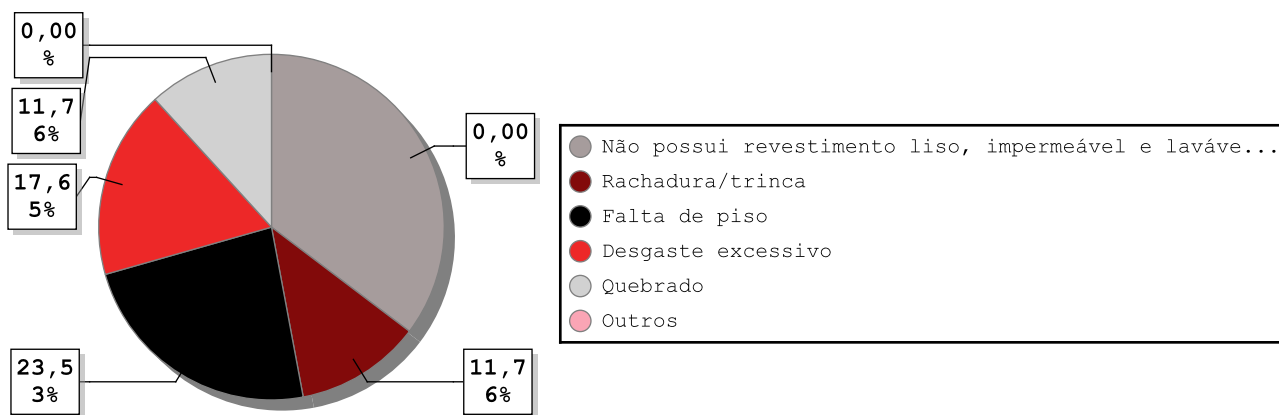 0,00
%
11,7
6%
17,6
5%
23,5
3%
0,00
%
11,7
6%
Não possui revestimento liso, impermeável e laváve...
Rachadura/trinca
Falta de piso
Desgaste excessivo
Quebrado
Outros